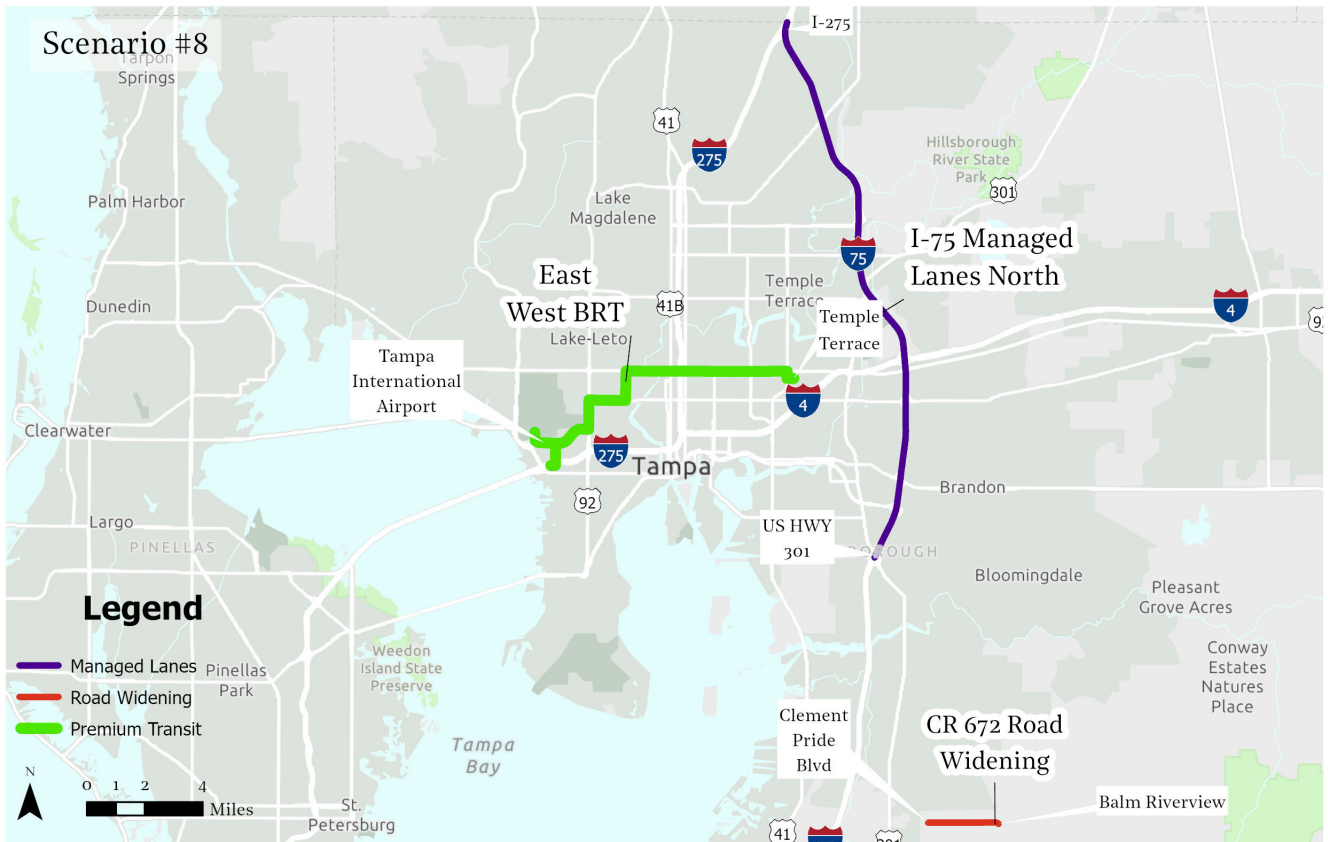 Scenario #8
I-275
Tarpon
Springs
41
275
Hillsborough
River State
Park
301
Palm Harbor
Lake
Magdalene
I-75 Managed
Lanes North
75
East
West BRT
Temple
Terrace
Dunedin
41B
4
Temple
Terrace
Lake-Leto
Tampa
International
Airport
4
Clearwater
275
Tampa
Brandon
92
Largo
US HWY
301
PINELLAS
OROUGH
Bloomingdale
Pleasant
Grove Acres
Legend
Managed Lanes
Road Widening
Premium Transit
Pinellas
Park
Weedon
Island State
Preserve
Conway
Estates
Natures
Place
Clement
Pride
Blvd
CR 672 Road
Widening
Tampa
Bay
N
0 1 2 4
Miles
St.
Petersburg
Balm Riverview
41